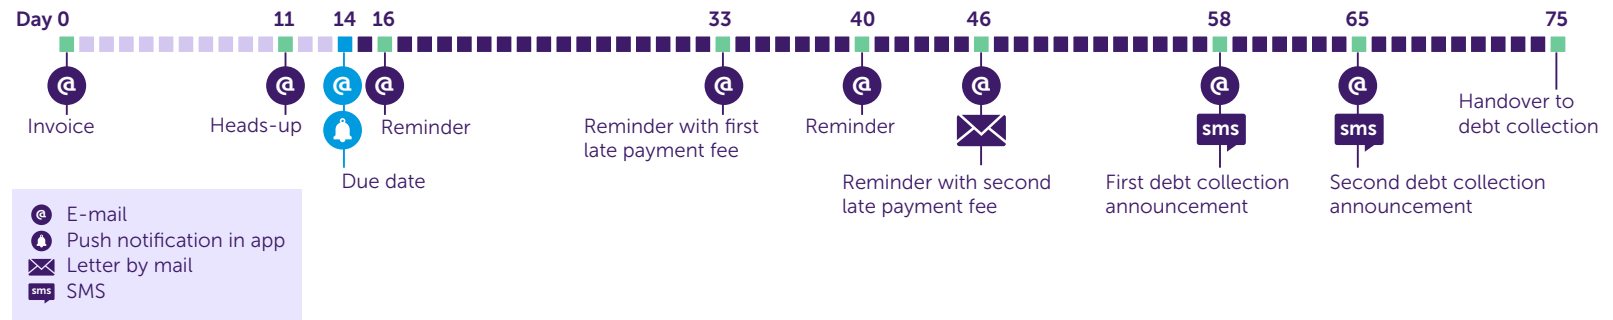 Day 0 11 14 16 33 40 46 58 65 75
@ @ @ @ @ @ @ @ @
Invoice
Heads-up
Due date
Reminder
Reminder with first
late payment fee
Reminder
Reminder with second
late payment fee
sms
First debt collection
announcement
sms
Second debt collection
announcement
Handover to
debt collection
@ E-mail
Push notification in app
Letter by mail
sms SMS